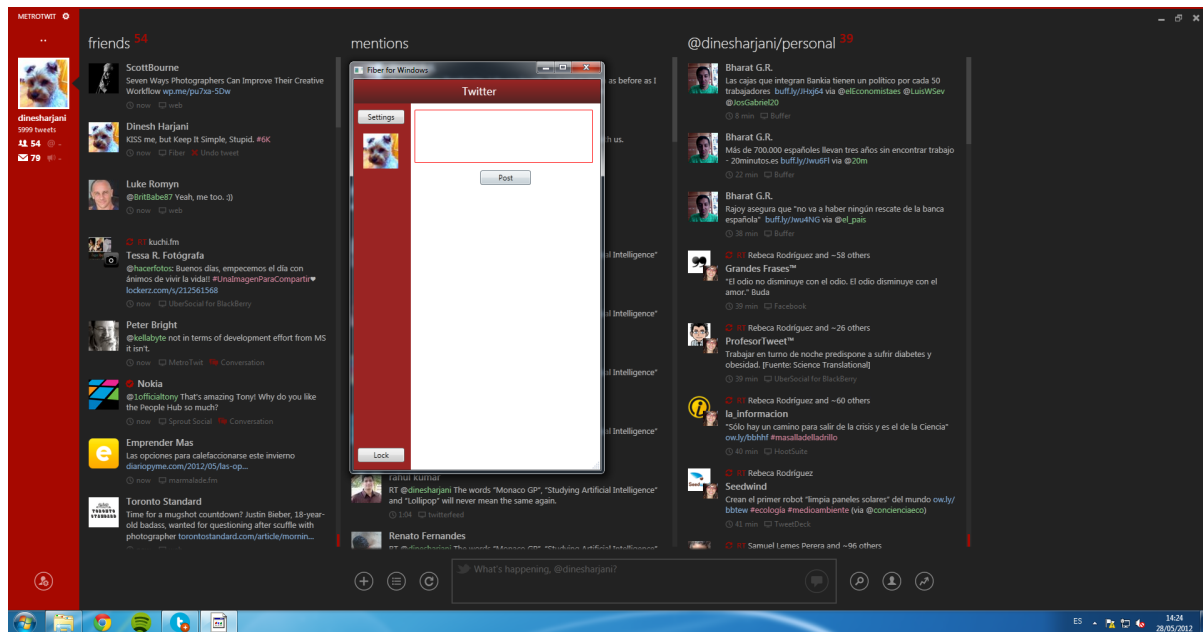 METROTWIT
dinesharjani
5999 tweets
54 @ -
79 -
friends 54
ScottBourne
Seven Ways Photographers Can Improve Their Creative
Workflow wp.me/pu7xa-5Dw
now web
Dinesh Harjani
KISS me, but Keep It Simple, Stupid. #6K
now Fiber Undo tweet
Luke Romyn
@BritBabe87 Yeah, me too. :))
now web
RT kuchi.fm
Tessa R. Fotógrafa
@hacerfotos: Buenos días, empecemos el día con
ánimos de vivir la vida!! #UnaImagenParaCompartir♥
lockerz.com/s/212561568
now UberSocial for BlackBerry
Peter Bright
@kellabyte not in terms of development effort from MS
it isn't.
now MetroTwit Conversation
Nokia
@1officialtony That's amazing Tony! Why do you like
the People Hub so much?
now Sprout Social Conversation
Emprender Mas
Las opciones para calefaccionarse este invierno
diariopyme.com/2012/05/las-op...
now marmalade.fm
Toronto Standard
Time for a mugshot countdown? Justin Bieber, 18-year-
old badass, wanted for questioning after scuffle with
photographer torontostandard.com/article/mornin...
mentions
as before as I
h us.
ial Intelligence"
ial Intelligence"
ial Intelligence"
ial Intelligence"
Fiber for Windows
Twitter
Settings
Post
Lock
rahul kumar
RT @dinesharjani The words "Monaco GP", "Studying Artificial Intelligence"
and "Lollipop" will never mean the same again.
1:04 twitterfeed
Renato Fernandes
RT @dinesharjani The words "Monaco GP", "Studying Artificial Intelligence"
@dinesharjani/personal 39
Bharat G.R.
Las cajas que integran Bankia tienen un político por cada 50
trabajadores buff.ly/JHxj64 via @elEconomistaes @LuisWSev
@JosGabriel20
8 min Buffer
Bharat G.R.
Más de 700.000 españoles llevan tres años sin encontrar trabajo
- 20minutos.es buff.ly/Jwu6Fl via @20m
22 min Buffer
Bharat G.R.
Rajoy asegura que "no va a haber ningún rescate de la banca
española" buff.ly/Jwu4NG via @el_pais
38 min Buffer
RT Rebeca Rodríguez and ~58 others
Grandes Frases™
"El odio no disminuye con el odio. El odio disminuye con el
amor." Buda
39 min Facebook
RT Rebeca Rodríguez and ~26 others
ProfesorTweet™
Trabajar en turno de noche predispone a sufrir diabetes y
obesidad. [Fuente: Science Translational]
39 min UberSocial for BlackBerry
RT Rebeca Rodríguez and ~60 others
la_informacion
"Sólo hay un camino para salir de la crisis y es el de la Ciencia"
ow.ly/bbhhf #masalladelladrillo
40 min HootSuite
RT Rebeca Rodríguez
Seedwind
Crean el primer robot "limpia paneles solares" del mundo ow.ly/
bbtew #ecología #medioambiente (via @concienciaeco)
41 min TweetDeck
RT Samuel Lemes Perera and ~96 others
What's happening, @dinesharjani?
ES
14:24
28/05/2012